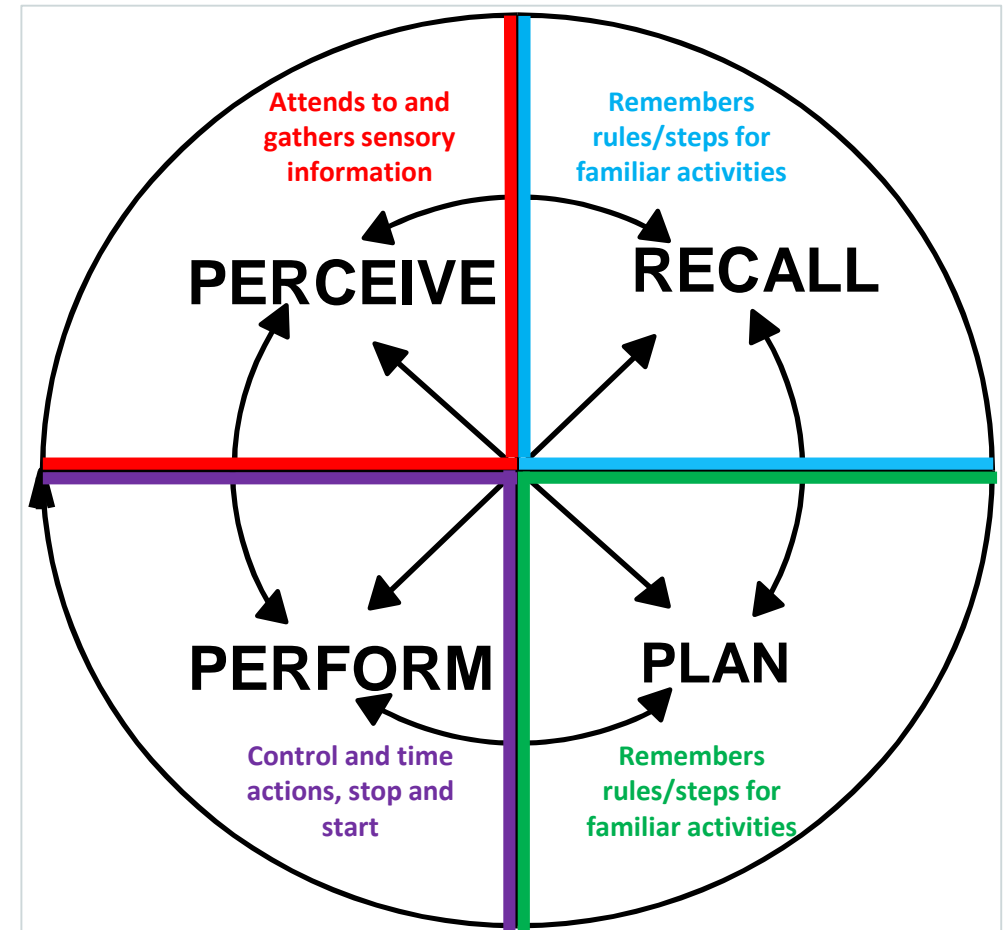 Attends to and
gathers sensory
information
PERCEIVE
Remembers
rules/steps for
familiar activities
RECALL
PERFORM
Control and time
actions, stop and
start
PLAN
Remembers
rules/steps for
familiar activities